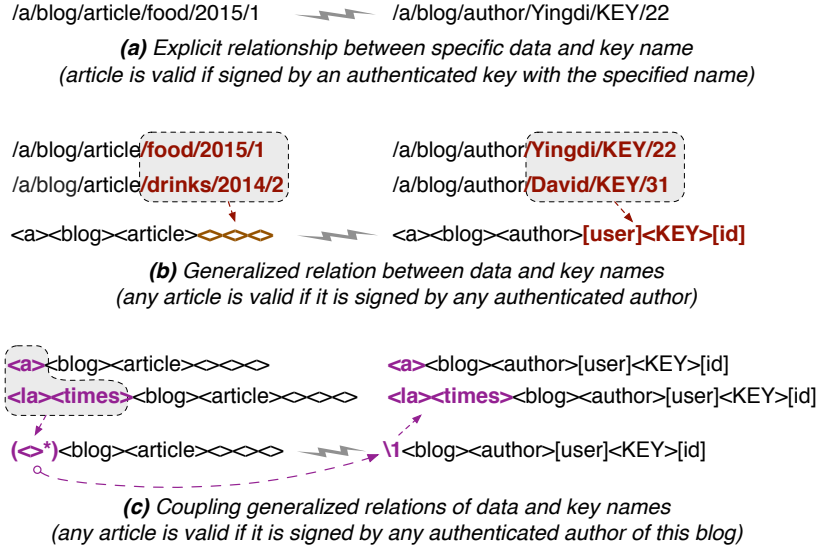 /a/blog/article/food/2015/1 /a/blog/author/Yingdi/KEY/22
(a) Explicit relationship between specific data and key name
(article is valid if signed by an authenticated key with the specified name)
/a/blog/article/food/2015/1 /a/blog/author/Yingdi/KEY/22
/a/blog/article/drinks/2014/2 /a/blog/author/David/KEY/31
<a><blog><article><><><> <a><blog><author>[user]<KEY>[id]
(b) Generalized relation between data and key names
(any article is valid if it is signed by any authenticated author)
<a><blog><article><><><> <a><blog><author>[user]<KEY>[id]
<la><times><blog><article><><><> <la><times><blog><author>[user]<KEY>[id]
(<>*)<blog><article><><><> \1<blog><author>[user]<KEY>[id]
(c) Coupling generalized relations of data and key names
(any article is valid if it is signed by any authenticated author of this blog)